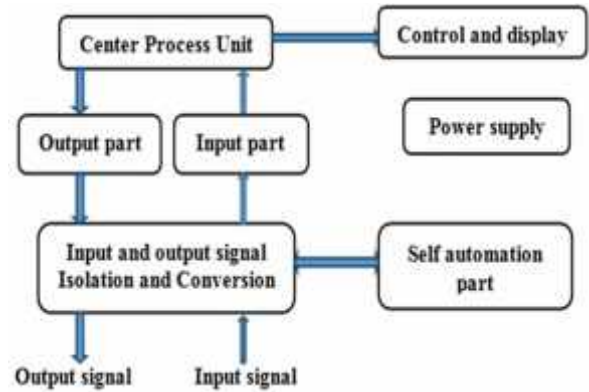 Center Process Unit
Control and display
Output part
Input part
Power supply
Input and output signal
Isolation and Conversion
Self automation
part
Output signal
Input signal